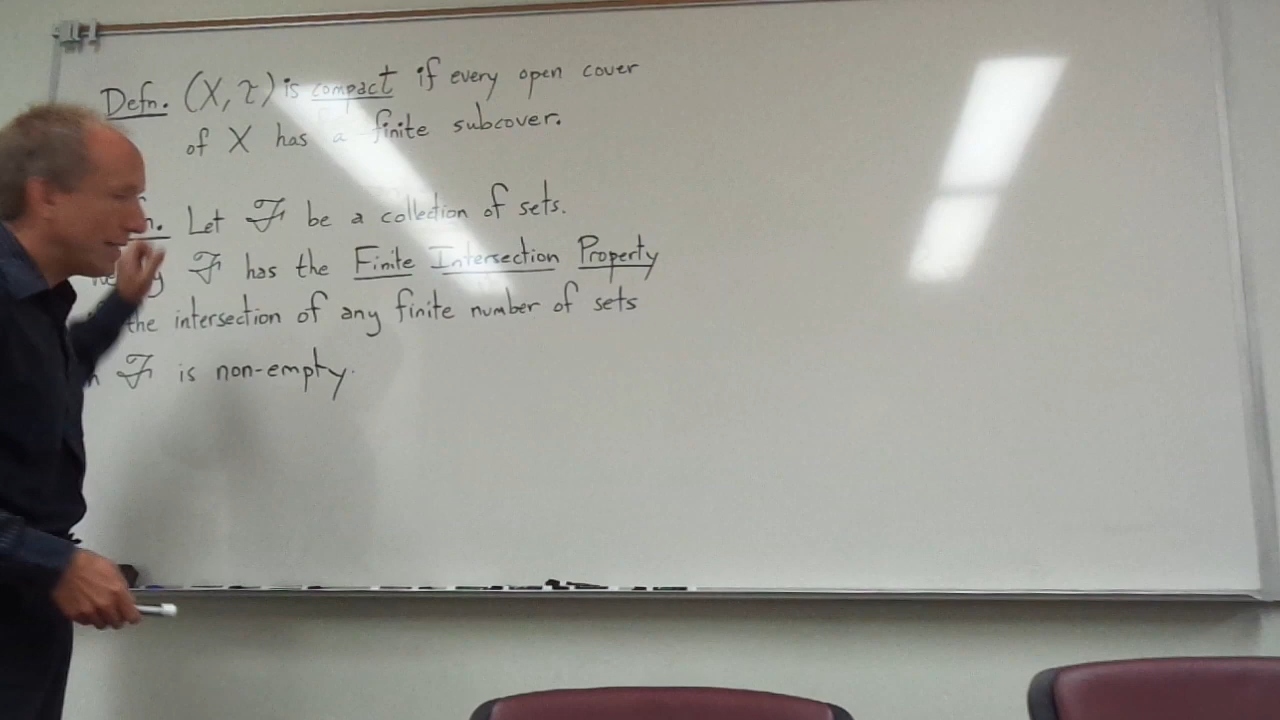 Defn. (X, τ) is compact if every open cover
of X has a finite subcover.
Let ℱ be a collection of sets.
ℱ has the Finite Intersection Property
the intersection of any finite number of sets
ℱ is non-empty.